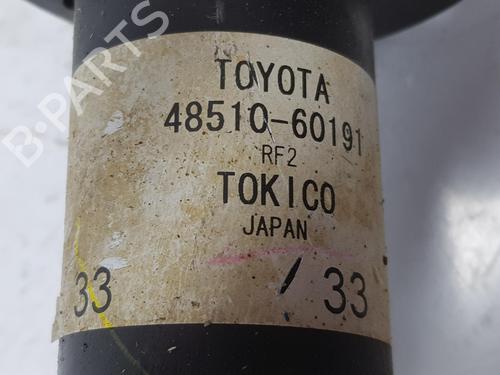 TOYOTA
48510-60191
RF2
TOKICO
JAPAN
33 / 33
B-PARTS